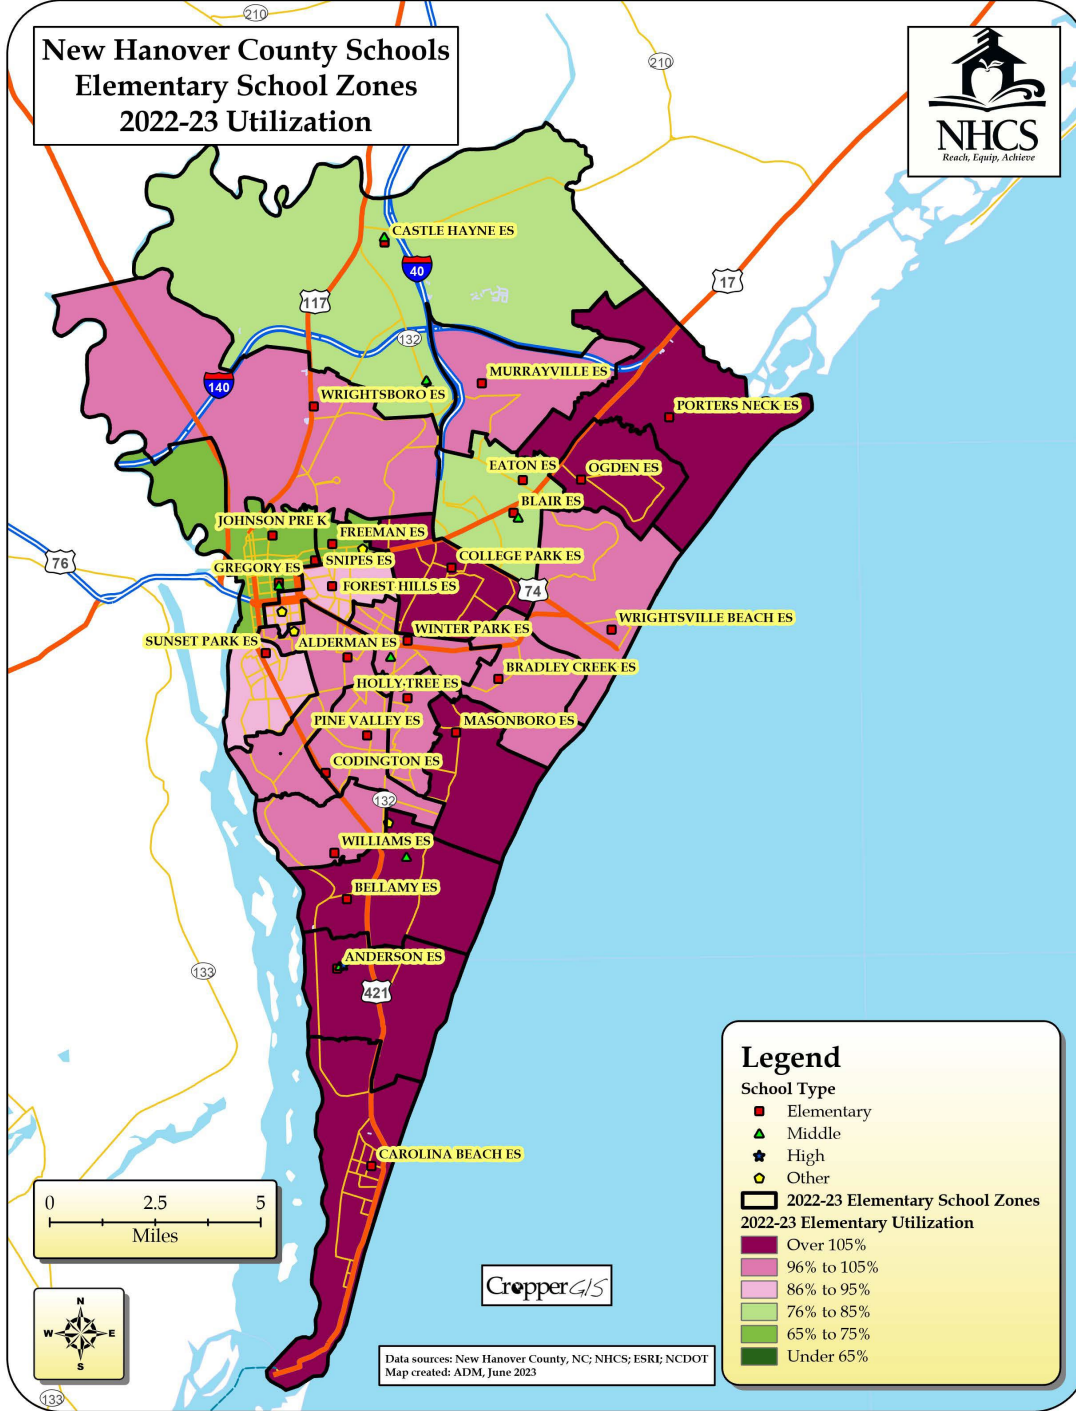 New Hanover County Schools
Elementary School Zones
2022-23 Utilization
NHCS
Reach, Equip, Achieve
210
210
CASTLE HAYNE ES
40
17
117
132
140
MURRAYVILLE ES
WRIGHTSBORO ES
PORTERS NECK ES
EATON ES
OGDEN ES
BLAIR ES
JOHNSON PRE K
FREEMAN ES
76
GREGORY ES
SNIPES ES
COLLEGE PARK ES
FOREST HILLS ES
74
WRIGHTSVILLE BEACH ES
SUNSET PARK ES
ALDERMAN ES
WINTER PARK ES
BRADLEY CREEK ES
HOLLY-TREE ES
PINE VALLEY ES
MASONBORO ES
CODINGTON ES
132
WILLIAMS ES
BELLAMY ES
ANDERSON ES
133
421
CAROLINA BEACH ES
Legend
School Type
Elementary
Middle
High
Other
2022-23 Elementary School Zones
2022-23 Elementary Utilization
Over 105%
96% to 105%
86% to 95%
76% to 85%
65% to 75%
Under 65%
0 2.5 5
Miles
N
W E
S
133
Cropper GIS
Data sources: New Hanover County, NC; NHCS; ESRI; NCDOT
Map created: ADM, June 2023